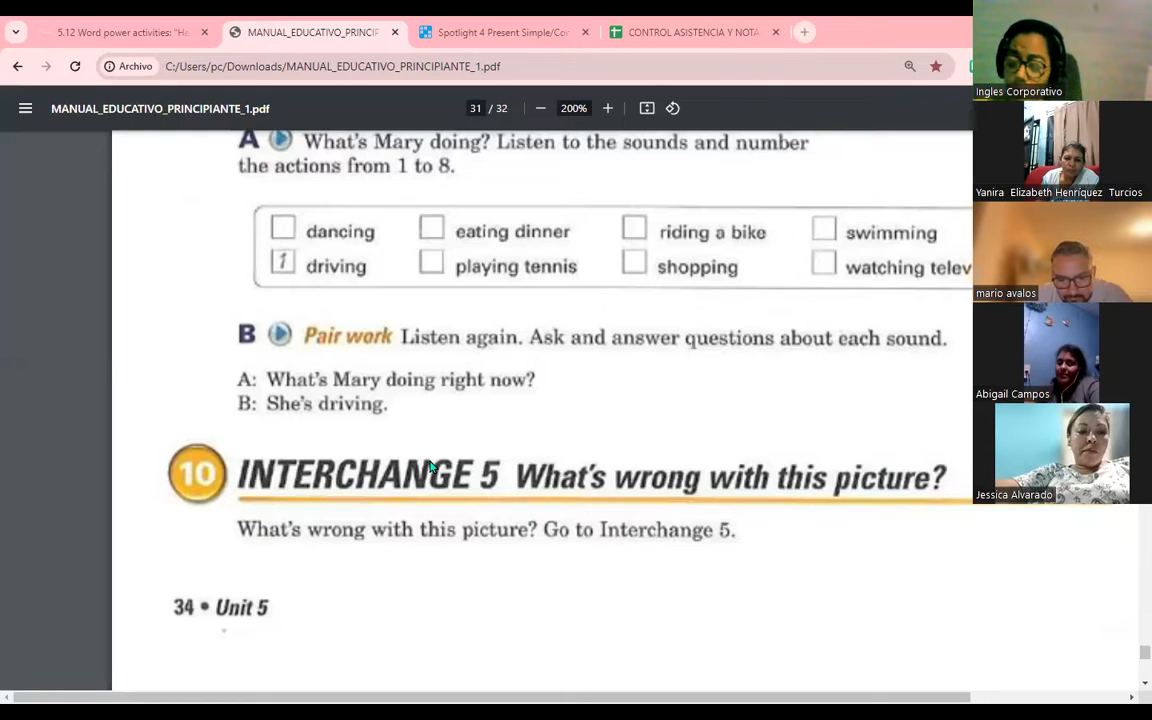 5.12 Word power activities: "He
MANUAL_EDUCATIVO_PRINCIP
Spotlight 4 Present Simple/Cor
CONTROL ASISTENCIA Y NOTA
Archivo C:/Users/pc/Downloads/MANUAL_EDUCATIVO_PRINCIPIANTE_1.pdf
MANUAL_EDUCATIVO_PRINCIPIANTE_1.pdf 31 / 32 200%
A What's Mary doing? Listen to the sounds and number
the actions from 1 to 8.
dancing eating dinner riding a bike swimming
1 driving playing tennis shopping watching telev
B Pair work Listen again. Ask and answer questions about each sound.
A: What's Mary doing right now?
B: She's driving.
10 INTERCHANGE 5 What's wrong with this picture?
What's wrong with this picture? Go to Interchange 5.
34 • Unit 5
Ingles Corporativo
Yanira Elizabeth Henríquez Turcios
mario avalos
Abigail Campos
Jessica Alvarado